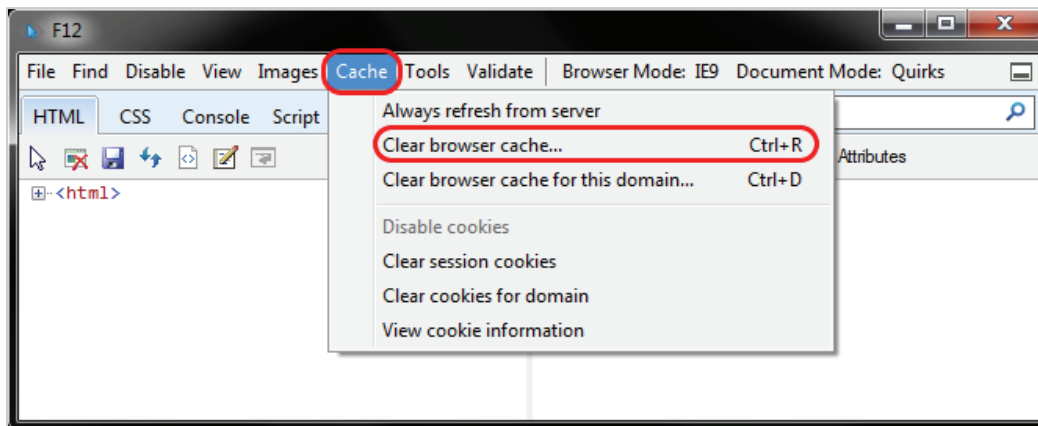 F12
File Find Disable View Images Cache Tools Validate Browser Mode: IE9 Document Mode: Quirks
HTML CSS Console Script
Always refresh from server
Clear browser cache... Ctrl+R
Attributes
Clear browser cache for this domain... Ctrl+D
<html>
Disable cookies
Clear session cookies
Clear cookies for domain
View cookie information